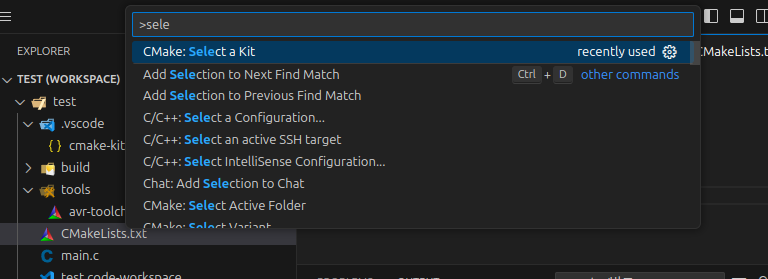 >sele
EXPLORER
CMake: Select a Kit recently used
CMakeLists.txt
TEST (WORKSPACE)
Add Selection to Next Find Match Ctrl + D other commands
test
Add Selection to Previous Find Match
.vscode
C/C++: Select a Configuration...
cmake-kit
C/C++: Select an active SSH target
build
C/C++: Select IntelliSense Configuration...
tools
Chat: Add Selection to Chat
avr-toolch
CMake: Select Active Folder
CMakeLists.txt
CMake: Select Variant
main.c
test.code-workspace